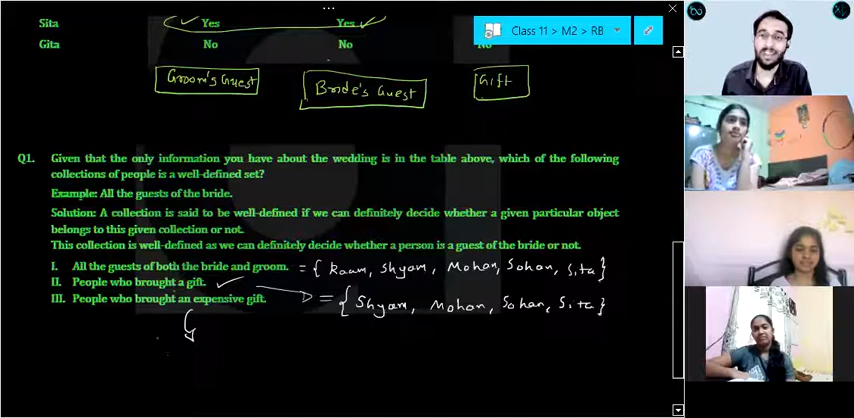 Sita Yes Yes
Class 11 > M2 > RB
Gita No No No
Groom's Guest Bride's Guest Gift
Q1. Given that the only information you have about the wedding is in the table above, which of the following
collections of people is a well-defined set?
Example: All the guests of the bride.
Solution: A collection is said to be well-defined if we can definitely decide whether a given particular object
belongs to this given collection or not.
This collection is well-defined as we can definitely decide whether a person is a guest of the bride or not.
I. All the guests of both the bride and groom. = { Raam, Shyam, Mohan, Sohan, Sita}
II. People who brought a gift.
III. People who brought an expensive gift. = { Shyam, Mohan, Sohan, Sita}